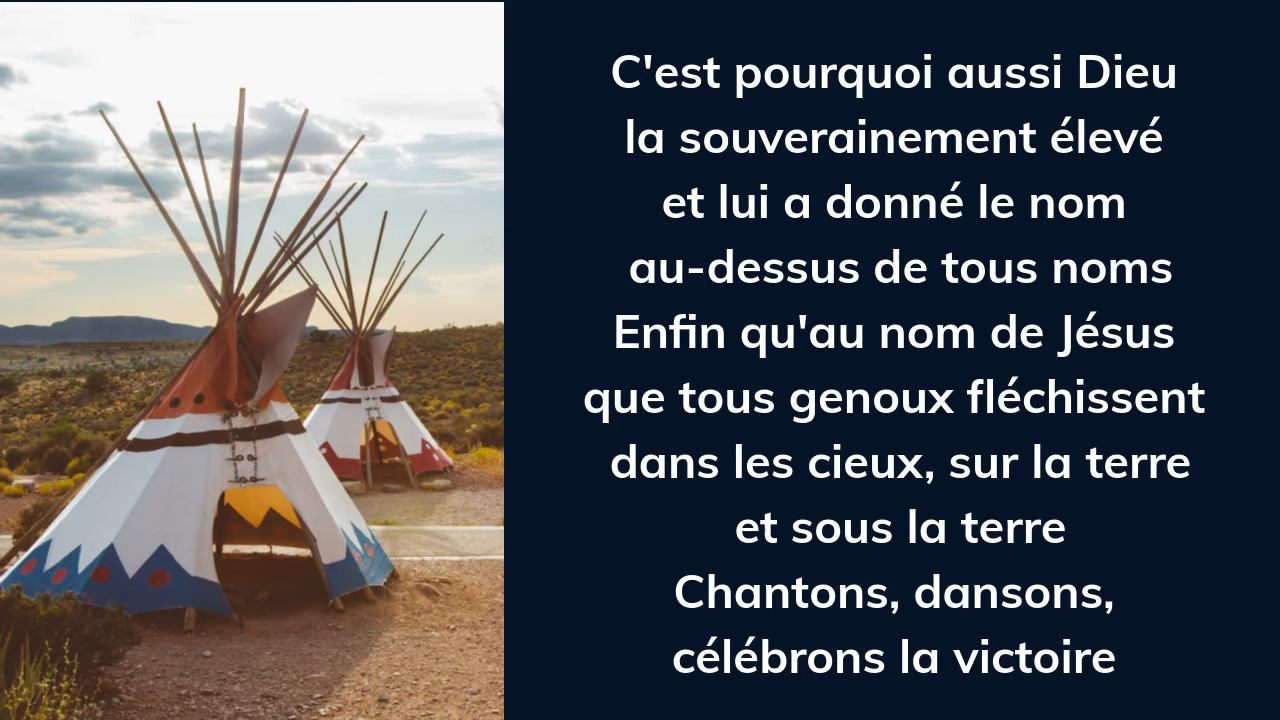 C'est pourquoi aussi Dieu
la souverainement élevé
et lui a donné le nom
au-dessus de tous noms
Enfin qu'au nom de Jésus
que tous genoux fléchissent
dans les cieux, sur la terre
et sous la terre
Chantons, dansons,
célébrons la victoire